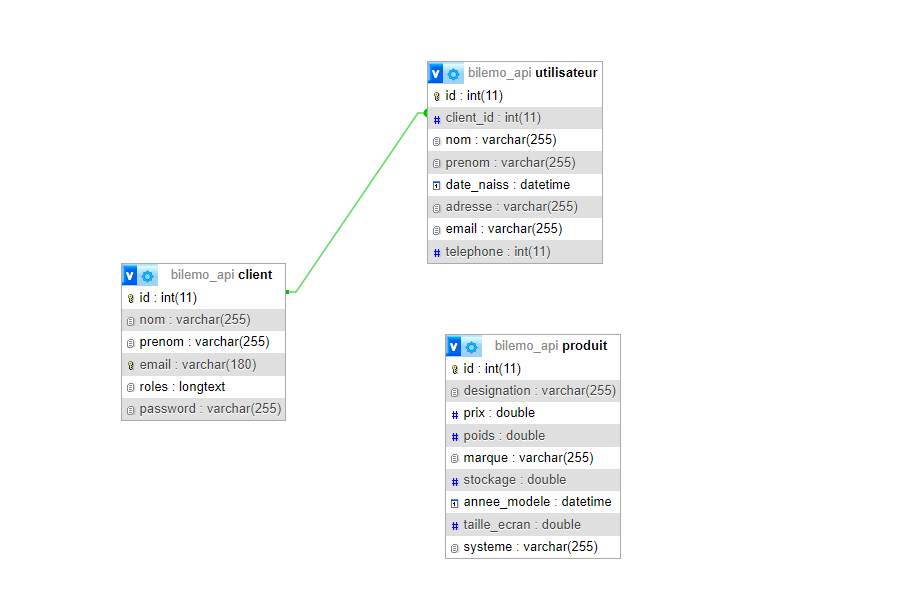 v bilemo_api utilisateur
id : int(11)
# client_id : int(11)
nom : varchar(255)
prenom : varchar(255)
date_naiss : datetime
adresse : varchar(255)
email : varchar(255)
# telephone : int(11)
v bilemo_api client
id : int(11)
nom : varchar(255)
prenom : varchar(255)
email : varchar(180)
roles : longtext
password : varchar(255)
v bilemo_api produit
id : int(11)
designation : varchar(255)
# prix : double
# poids : double
marque : varchar(255)
# stockage : double
annee_modele : datetime
# taille_ecran : double
systeme : varchar(255)